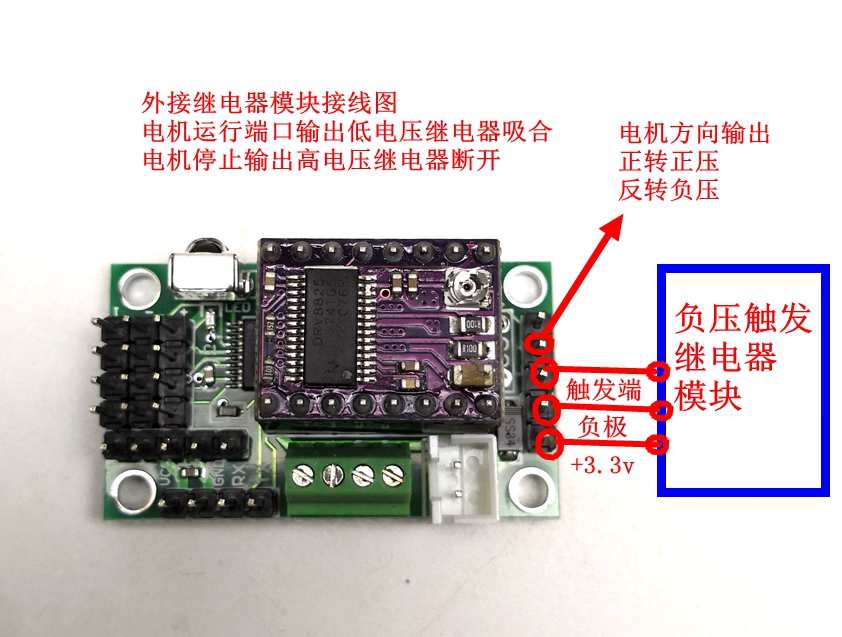 外接继电器模块接线图
电机运行端口输出低电压继电器吸合
电机停止输出高电压继电器断开
电机方向输出
正转正压
反转负压
负压触发
继电器
模块
触发端
负极
+3.3v
DRV8825
R100
R100
SS84
GND
RX